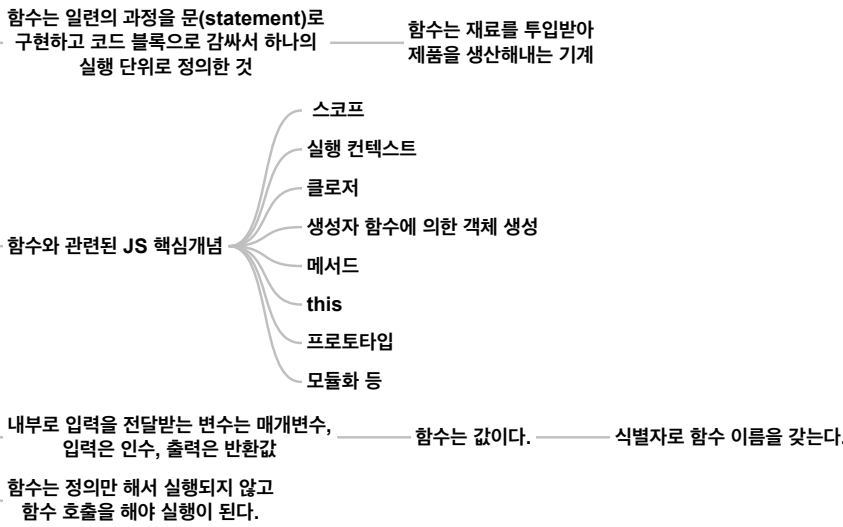 함수는 일련의 과정을 문(statement)로
구현하고 코드 블록으로 감싸서 하나의
실행 단위로 정의한 것
함수는 재료를 투입받아
제품을 생산해내는 기계
함수와 관련된 JS 핵심개념
스코프
실행 컨텍스트
클로저
생성자 함수에 의한 객체 생성
메서드
this
프로토타입
모듈화 등
내부로 입력을 전달받는 변수는 매개변수,
입력은 인수, 출력은 반환값
함수는 값이다.
식별자로 함수 이름을 갖는다.
함수는 정의만 해서 실행되지 않고
함수 호출을 해야 실행이 된다.